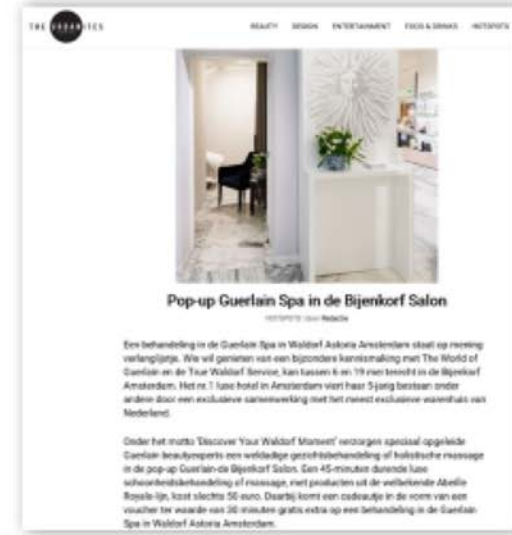 THE URBANITES
BEAUTY DESIGN ENTERTAINMENT FOOD & DRINKS HOTSPOTS
Pop-up Guerlain Spa in de Bijenkorf Salon
HOTSPOTS door Redactie
Een behandeling in de Guerlain Spa in Waldorf Astoria Amsterdam staat op menig
verlanglijstje. Wie wil genieten van een bijzondere kennismaking met The World of
Guerlain en de True Waldorf Service, kan tussen 6 en 19 mei terecht in de Bijenkorf
Amsterdam. Het nr. 1 luxe hotel in Amsterdam viert haar 5-jarig bestaan onder
andere door een exclusieve samenwerking met het meest exclusieve warenhuis van
Nederland.
Onder het motto 'Discover Your Waldorf Moment' verzorgen speciaal opgeleide
Guerlain beautyexperts een weldadige gezichtsbehandeling of holistische massage
in de pop-up Guerlain-de Bijenkorf Salon. Een 45-minuten durende luxe
schoonheidsbehandeling of massage, met producten uit de welbekende Abeille
Royale-lijn, kost slechts 50 euro. Daarbij komt een cadeautje in de vorm van een
voucher ter waarde van 30 minuten gratis extra op een behandeling in de Guerlain
Spa in Waldorf Astoria Amsterdam.